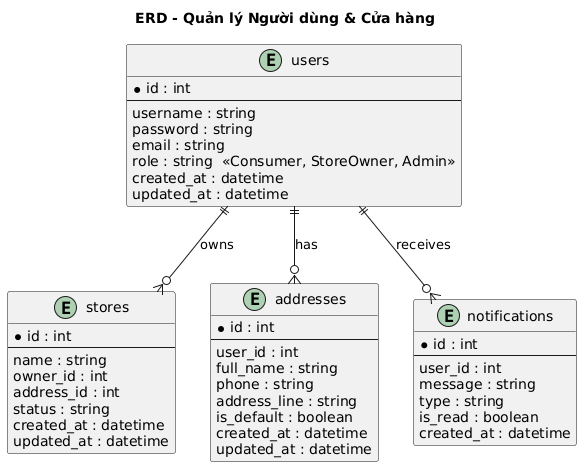 ERD - Quản lý Người dùng & Cửa hàng
E users
* id : int
username : string
password : string
email : string
role : string «Consumer, StoreOwner, Admin»
created_at : datetime
updated_at : datetime
owns
has
receives
E stores
* id : int
name : string
owner_id : int
address_id : int
status : string
created_at : datetime
updated_at : datetime
E addresses
* id : int
user_id : int
full_name : string
phone : string
address_line : string
is_default : boolean
created_at : datetime
updated_at : datetime
E notifications
* id : int
user_id : int
message : string
type : string
is_read : boolean
created_at : datetime